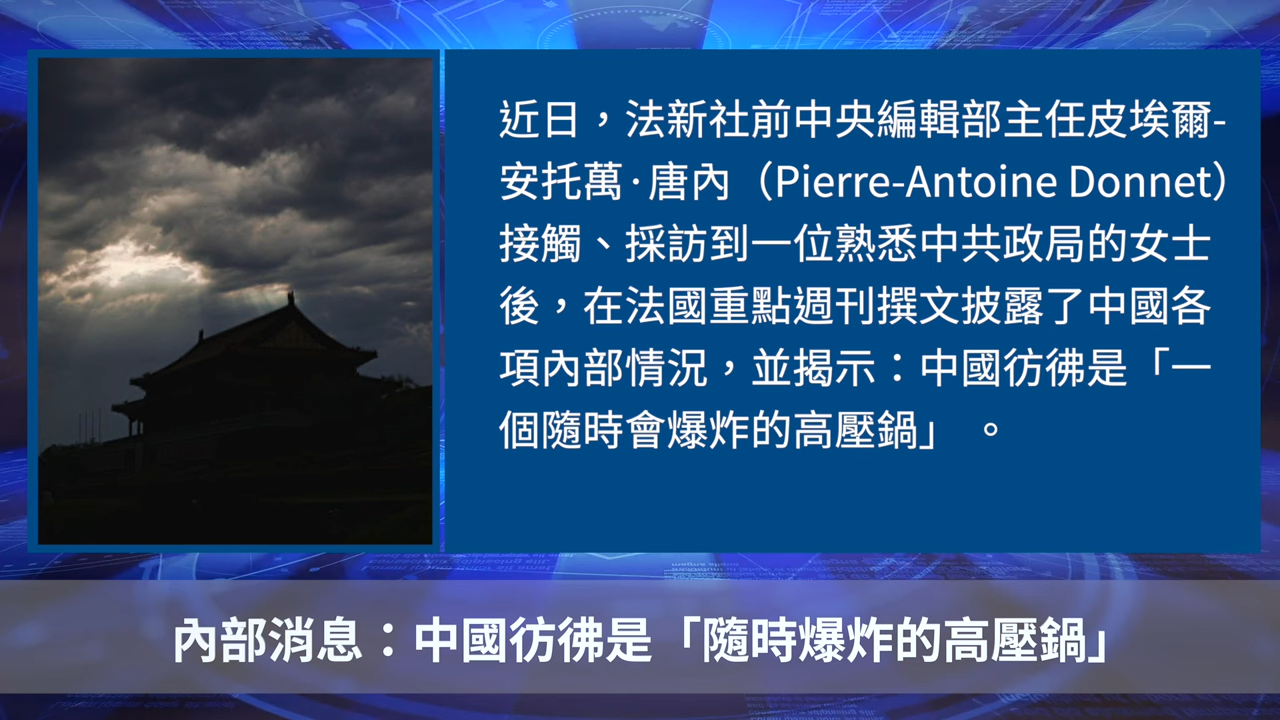 近日，法新社前中央編輯部主任皮埃爾-
安托萬·唐內（Pierre-Antoine Donnet）
接觸、採訪到一位熟悉中共政局的女士
後，在法國重點週刊撰文披露了中國各
項內部情況，並揭示：中國彷彿是「一
個隨時會爆炸的高壓鍋」 。
內部消息：中國彷彿是「隨時爆炸的高壓鍋」